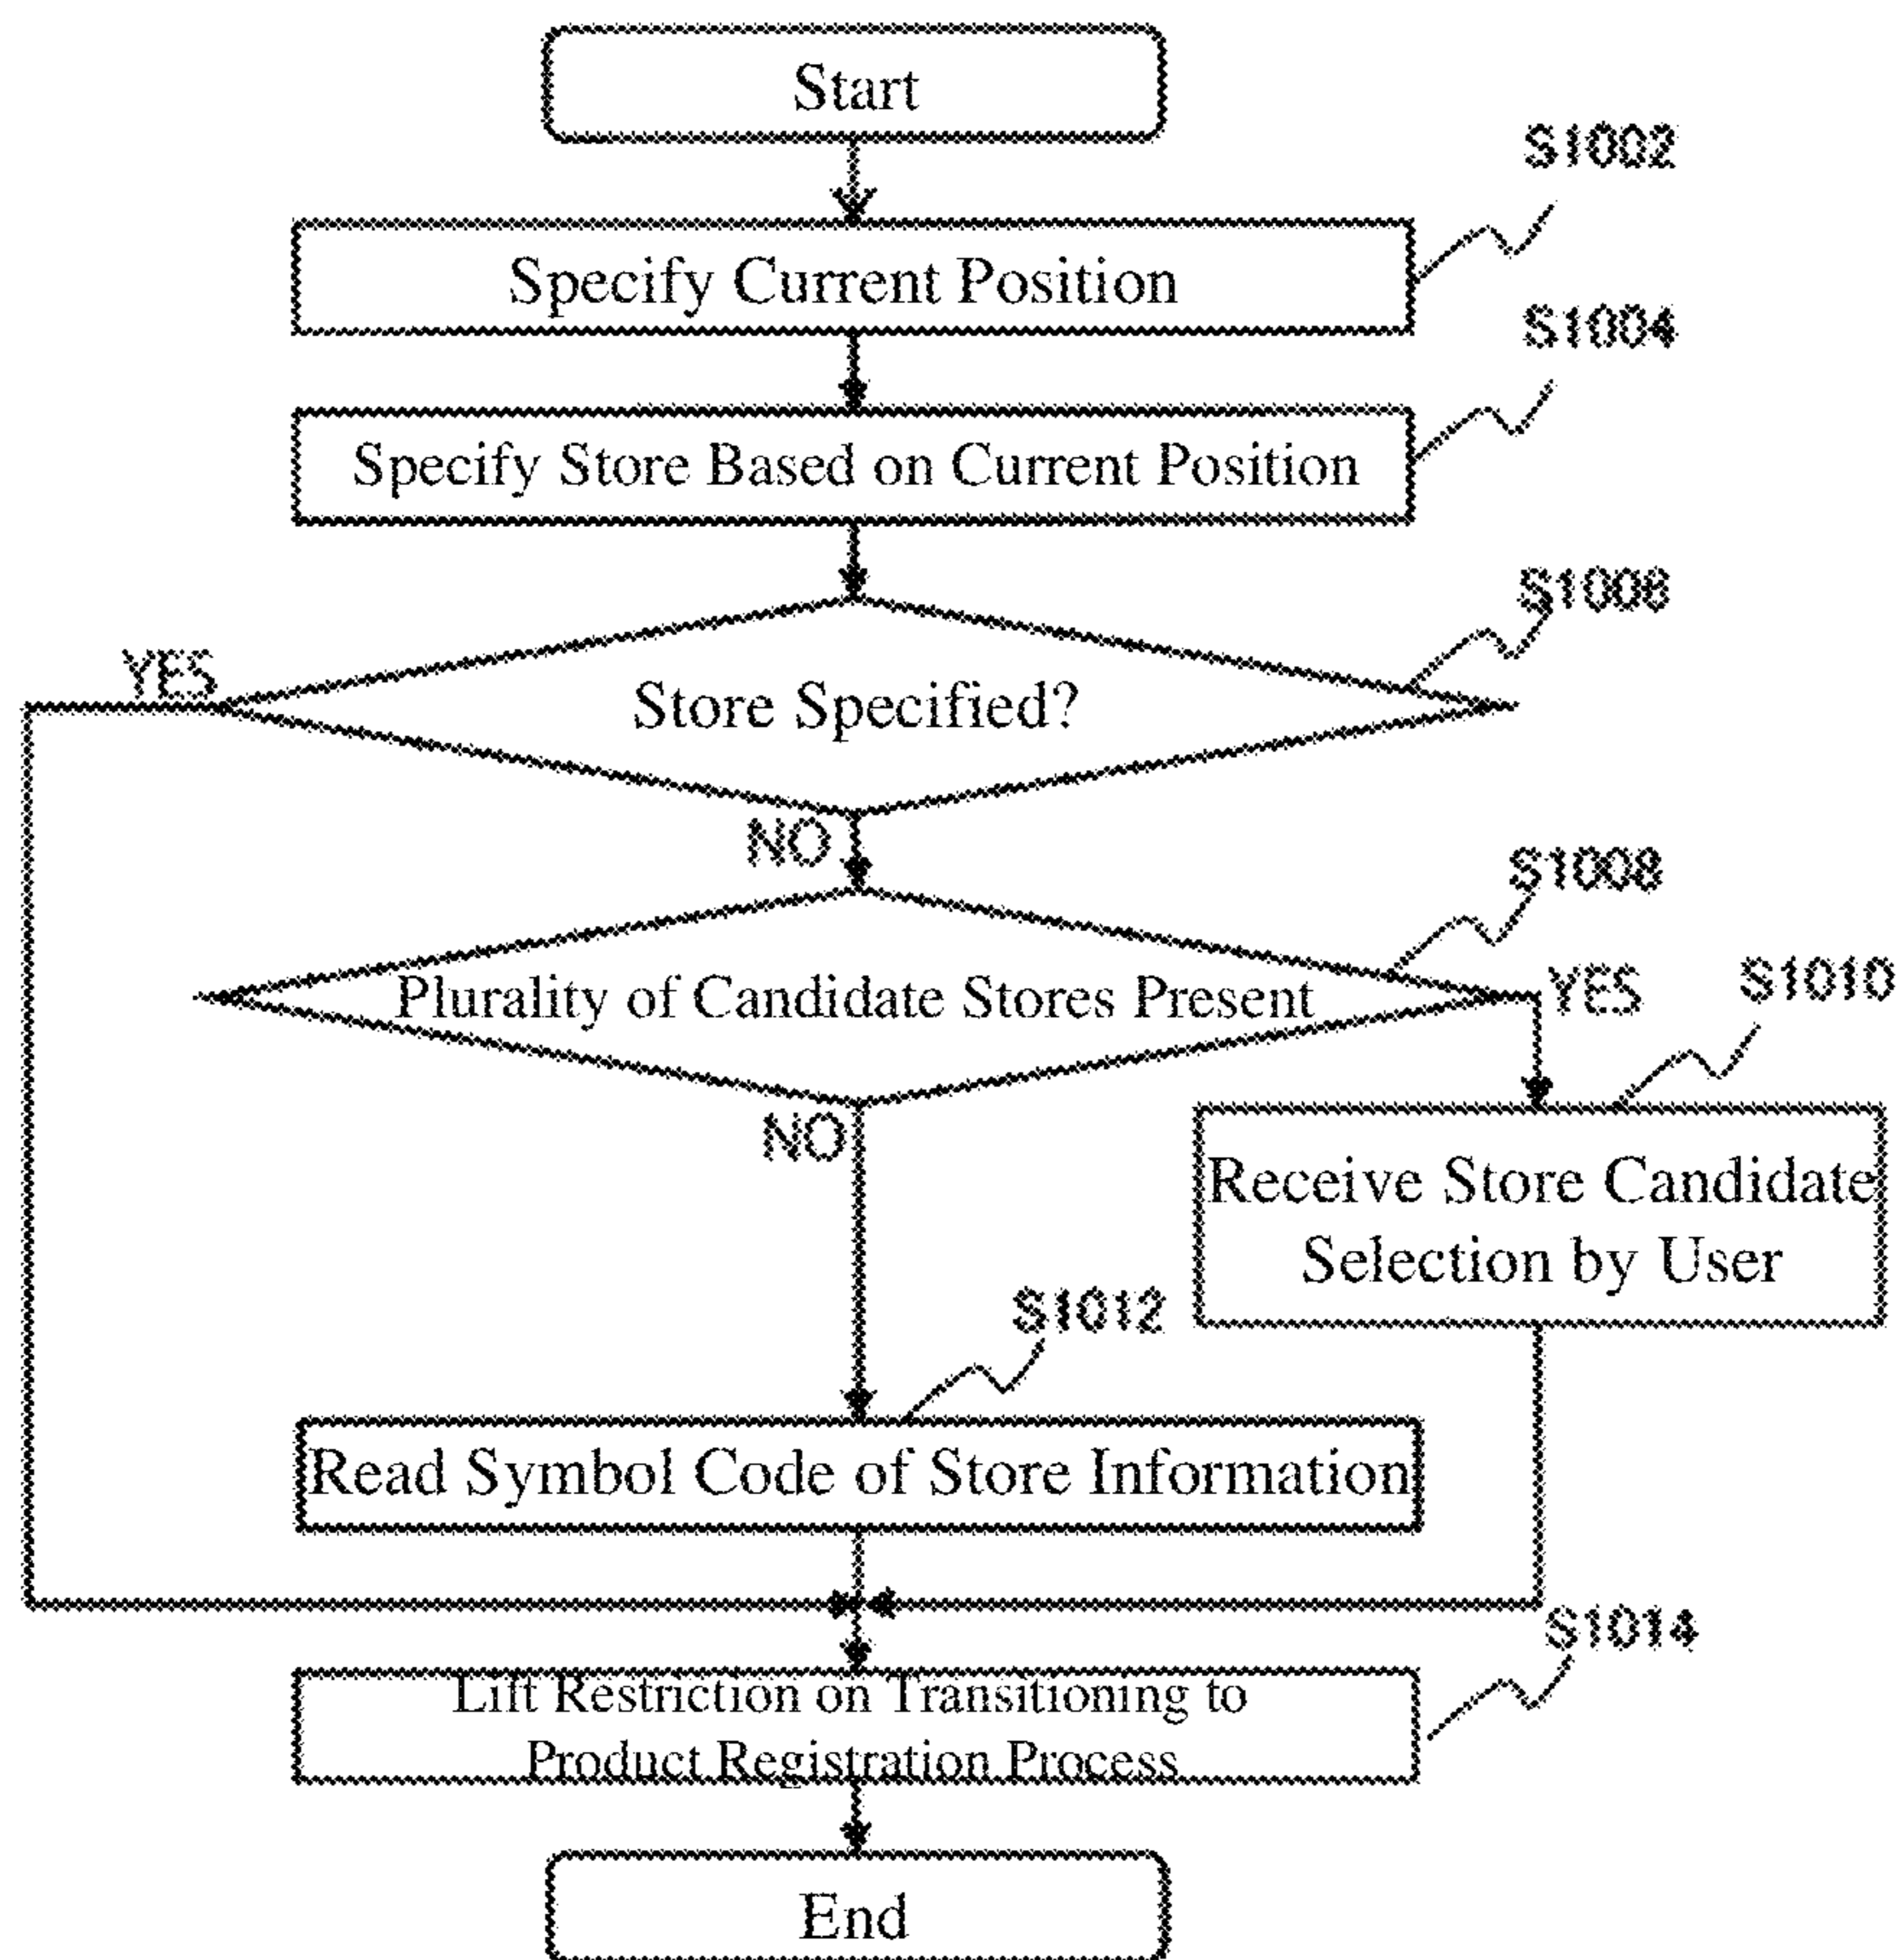 Start
S1002
Specify Current Position
S1004
Specify Store Based on Current Position
S1006
YES
Store Specified?
NO
S1008
Plurality of Candidate Stores Present
YES
S1010
NO
Receive Store Candidate
Selection by User
S1012
Read Symbol Code of Store Information
S1014
Lift Restriction on Transitioning to
Product Registration Process
End